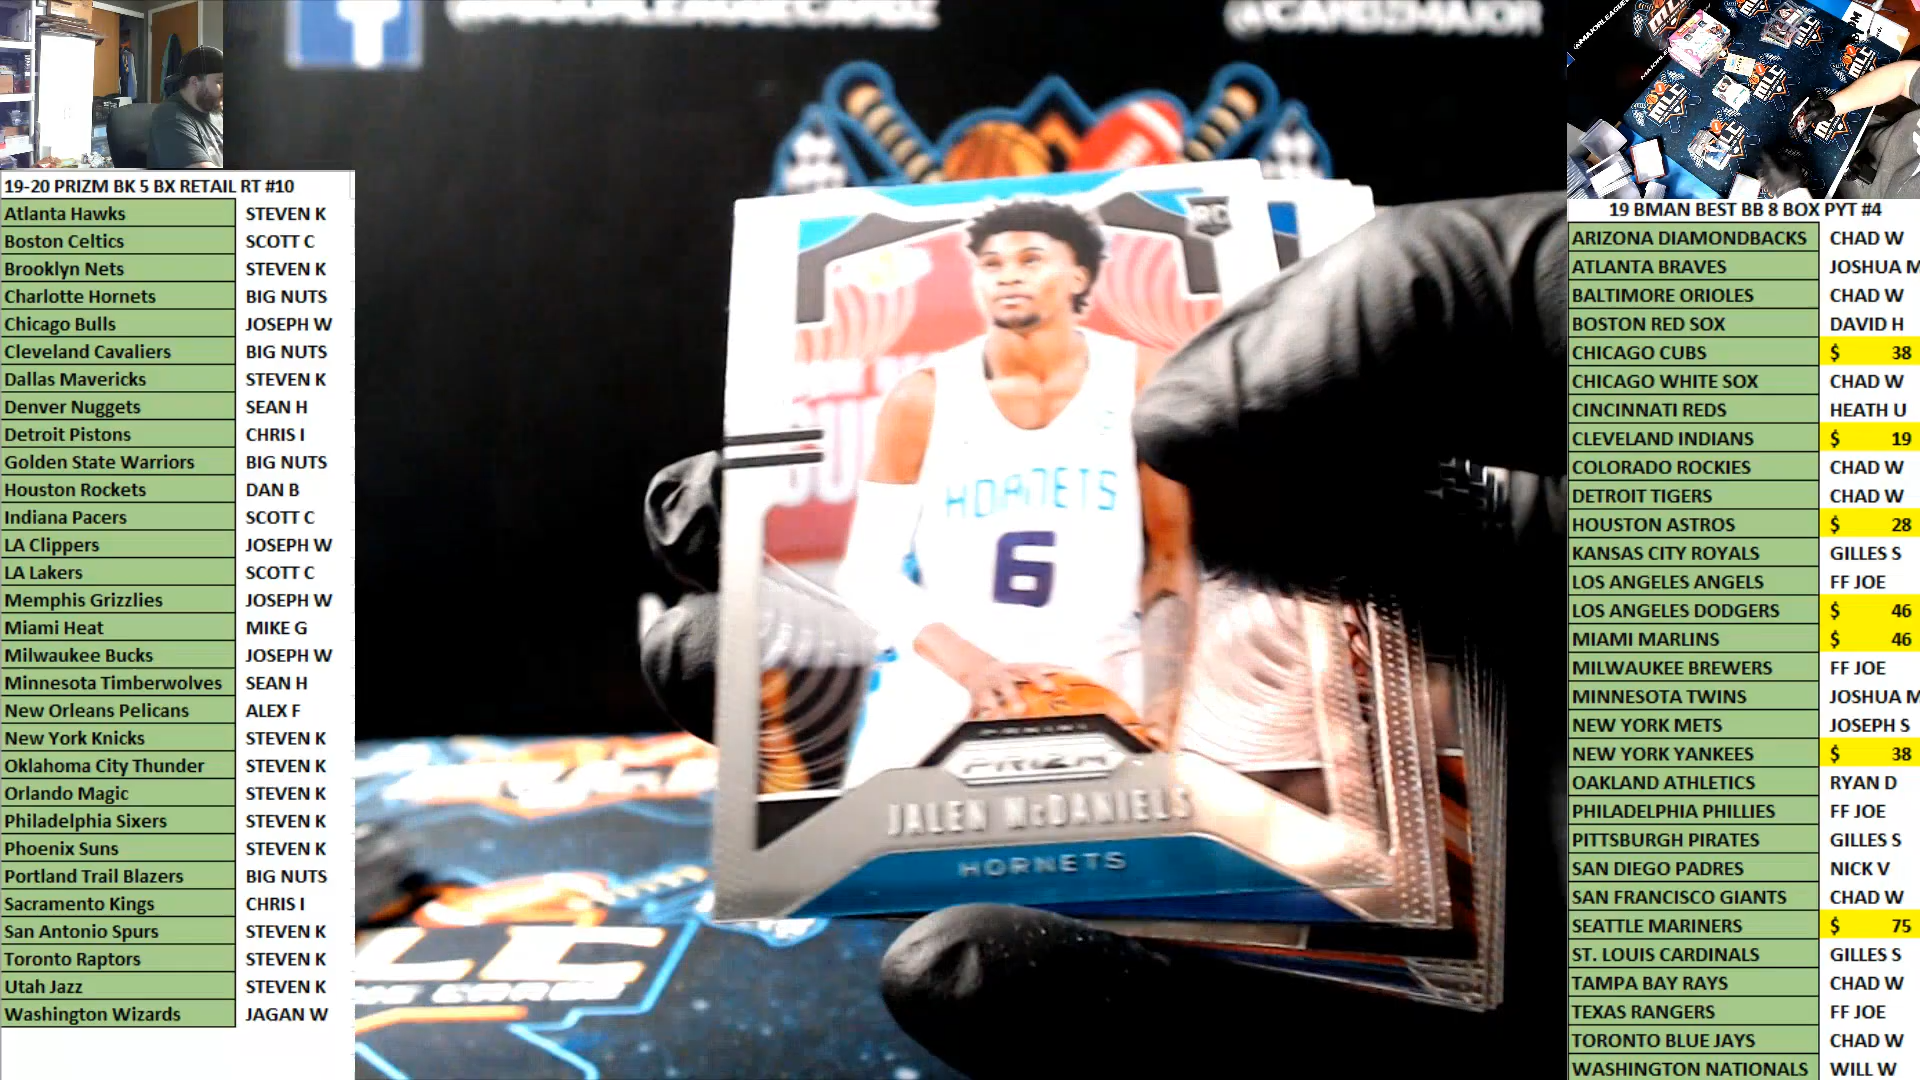 @CARDZMAJOR
19-20 PRIZM BK 5 BX RETAIL RT #10
Atlanta Hawks STEVEN K
Boston Celtics SCOTT C
Brooklyn Nets STEVEN K
Charlotte Hornets BIG NUTS
Chicago Bulls JOSEPH W
Cleveland Cavaliers BIG NUTS
Dallas Mavericks STEVEN K
Denver Nuggets SEAN H
Detroit Pistons CHRIS I
Golden State Warriors BIG NUTS
Houston Rockets DAN B
Indiana Pacers SCOTT C
LA Clippers JOSEPH W
LA Lakers SCOTT C
Memphis Grizzlies JOSEPH W
Miami Heat MIKE G
Milwaukee Bucks JOSEPH W
Minnesota Timberwolves SEAN H
New Orleans Pelicans ALEX F
New York Knicks STEVEN K
Oklahoma City Thunder STEVEN K
Orlando Magic STEVEN K
Philadelphia Sixers STEVEN K
Phoenix Suns STEVEN K
Portland Trail Blazers BIG NUTS
Sacramento Kings CHRIS I
San Antonio Spurs STEVEN K
Toronto Raptors STEVEN K
Utah Jazz STEVEN K
Washington Wizards JAGAN W
RC
HORNETS
6
PANINI
PRIZM
JALEN McDANIELS
HORNETS
MLC
MLC
MLC
19 BMAN BEST BB 8 BOX PYT #4
ARIZONA DIAMONDBACKS CHAD W
ATLANTA BRAVES JOSHUA M
BALTIMORE ORIOLES CHAD W
BOSTON RED SOX DAVID H
CHICAGO CUBS $ 38
CHICAGO WHITE SOX CHAD W
CINCINNATI REDS HEATH U
CLEVELAND INDIANS $ 19
COLORADO ROCKIES CHAD W
DETROIT TIGERS CHAD W
HOUSTON ASTROS $ 28
KANSAS CITY ROYALS GILLES S
LOS ANGELES ANGELS FF JOE
LOS ANGELES DODGERS $ 46
MIAMI MARLINS $ 46
MILWAUKEE BREWERS FF JOE
MINNESOTA TWINS JOSHUA M
NEW YORK METS JOSEPH S
NEW YORK YANKEES $ 38
OAKLAND ATHLETICS RYAN D
PHILADELPHIA PHILLIES FF JOE
PITTSBURGH PIRATES GILLES S
SAN DIEGO PADRES NICK V
SAN FRANCISCO GIANTS CHAD W
SEATTLE MARINERS $ 75
ST. LOUIS CARDINALS GILLES S
TAMPA BAY RAYS CHAD W
TEXAS RANGERS FF JOE
TORONTO BLUE JAYS CHAD W
WASHINGTON NATIONALS WILL W